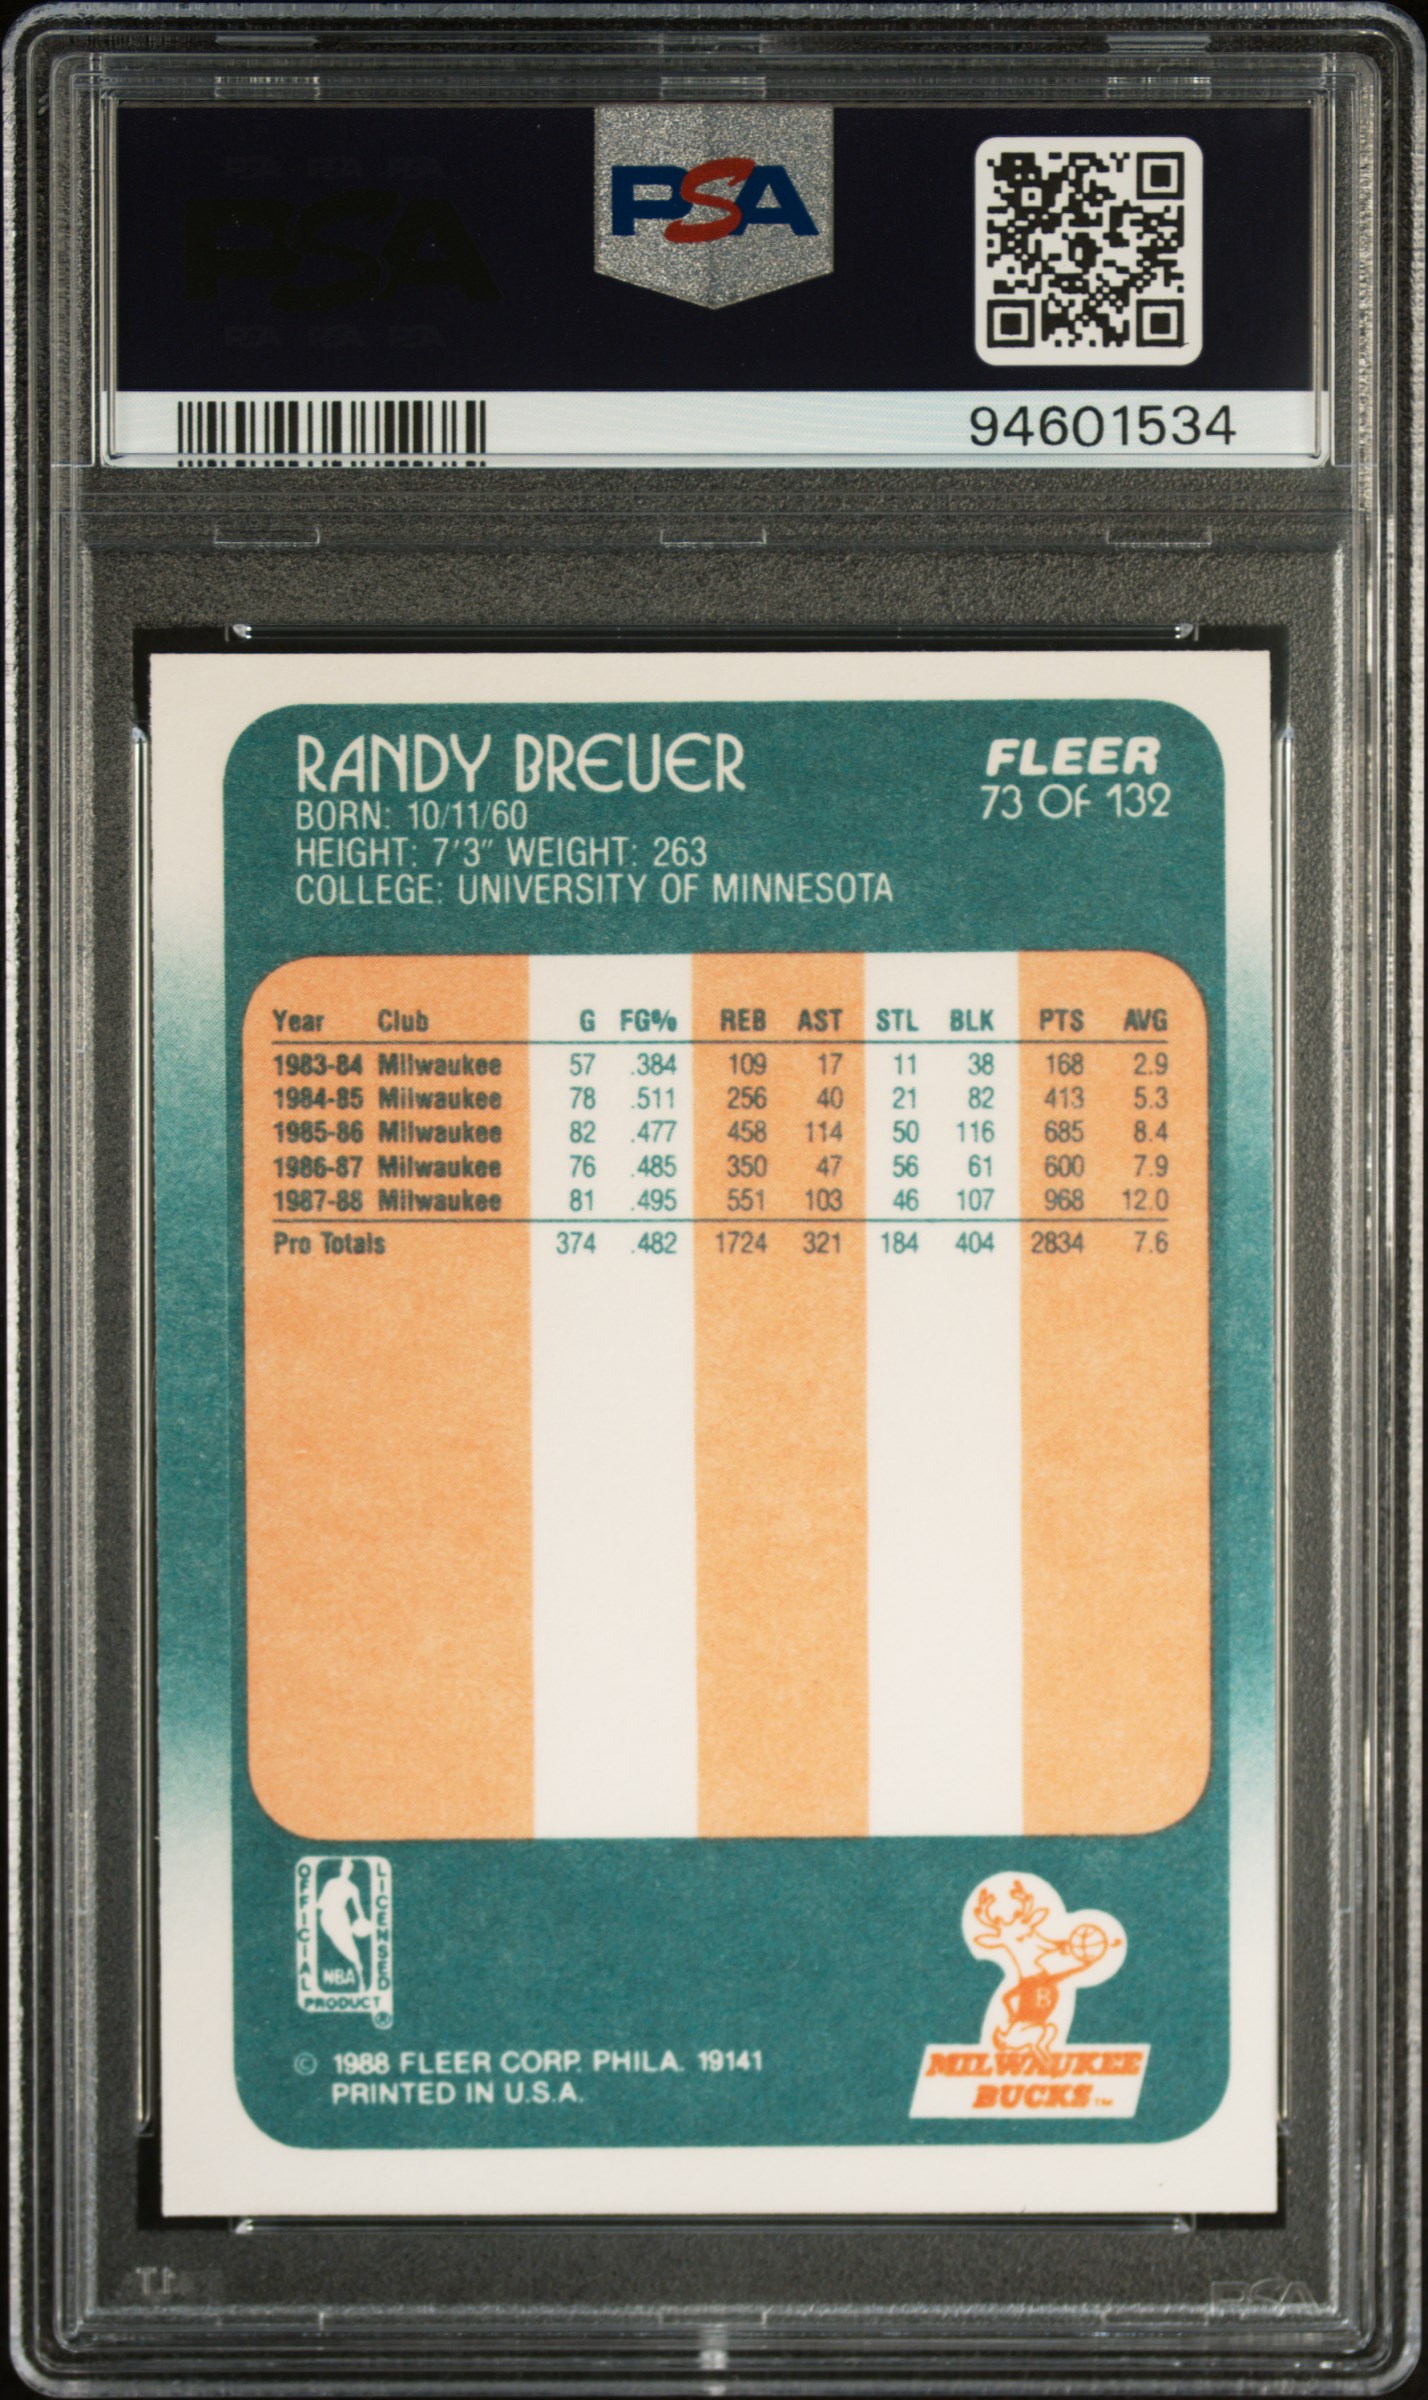 PSA
94601534
RANDY BREUER
BORN: 10/11/60
HEIGHT: 7'3" WEIGHT: 263
COLLEGE: UNIVERSITY OF MINNESOTA
FLEER
73 OF 132
Year Club G FG% REB AST STL BLK PTS AVG
1983-84 Milwaukee 57 .384 109 17 11 38 168 2.9
1984-85 Milwaukee 78 .511 256 40 21 82 413 5.3
1985-86 Milwaukee 82 .477 458 114 50 116 685 8.4
1986-87 Milwaukee 76 .485 350 47 56 61 600 7.9
1987-88 Milwaukee 81 .495 551 103 46 107 968 12.0
Pro Totals 374 .482 1724 321 184 404 2834 7.6
OFFICIAL LICENSED
NBA
PRODUCT ®
B
MILWAUKEE
BUCKS™
© 1988 FLEER CORP. PHILA. 19141
PRINTED IN U.S.A.
PSA